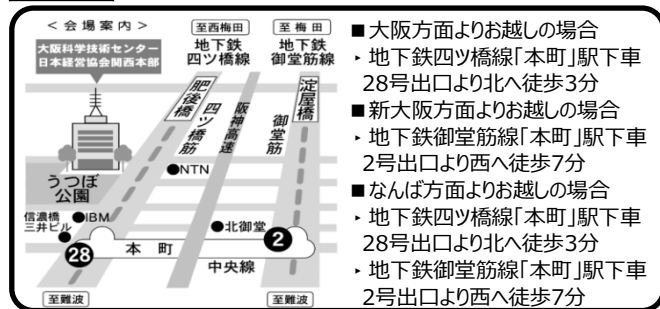 ＜会場案内＞
大阪科学技術センター
日本経営協会関西本部
至西梅田
地下鉄
四ツ橋線
至梅田
地下鉄
御堂筋線
肥後橋
四ツ橋筋
阪神高速
淀屋橋
御堂筋
●NTN
うつぼ
公園
信濃橋
三井ビル
●IBM
●北御堂
28
本町
2
中央線
至難波
至難波
■大阪方面よりお越しの場合
‣地下鉄四ツ橋線「本町」駅下車
28号出口より北へ徒歩3分
■新大阪方面よりお越しの場合
‣地下鉄御堂筋線「本町」駅下車
2号出口より西へ徒歩7分
■なんば方面よりお越しの場合
‣地下鉄四ツ橋線「本町」駅下車
28号出口より北へ徒歩3分
‣地下鉄御堂筋線「本町」駅下車
2号出口より西へ徒歩7分